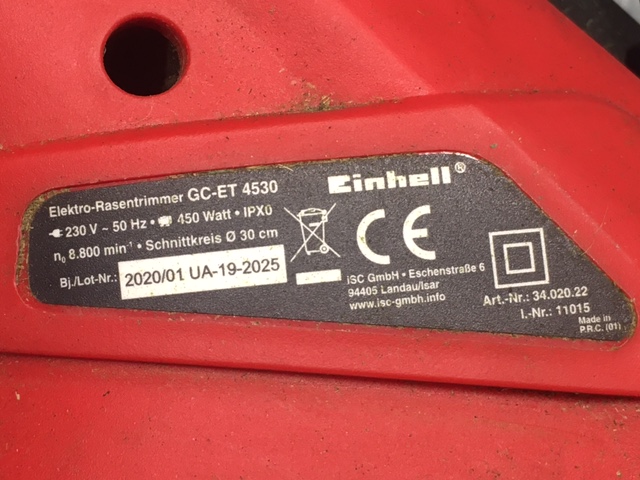 Elektro-Rasentrimmer GC-ET 4530
230 V ~ 50 Hz • 450 Watt • IPX0
n₀ 8.800 min⁻¹ • Schnittkreis Ø 30 cm
Bj./Lot-Nr.: 2020/01 UA-19-2025
Einhell®
CE
iSC GmbH • Eschenstraße 6
94405 Landau/Isar
www.isc-gmbh.info
Art.-Nr.: 34.020.22
I.-Nr.: 11015
Made in
P.R.C. (01)